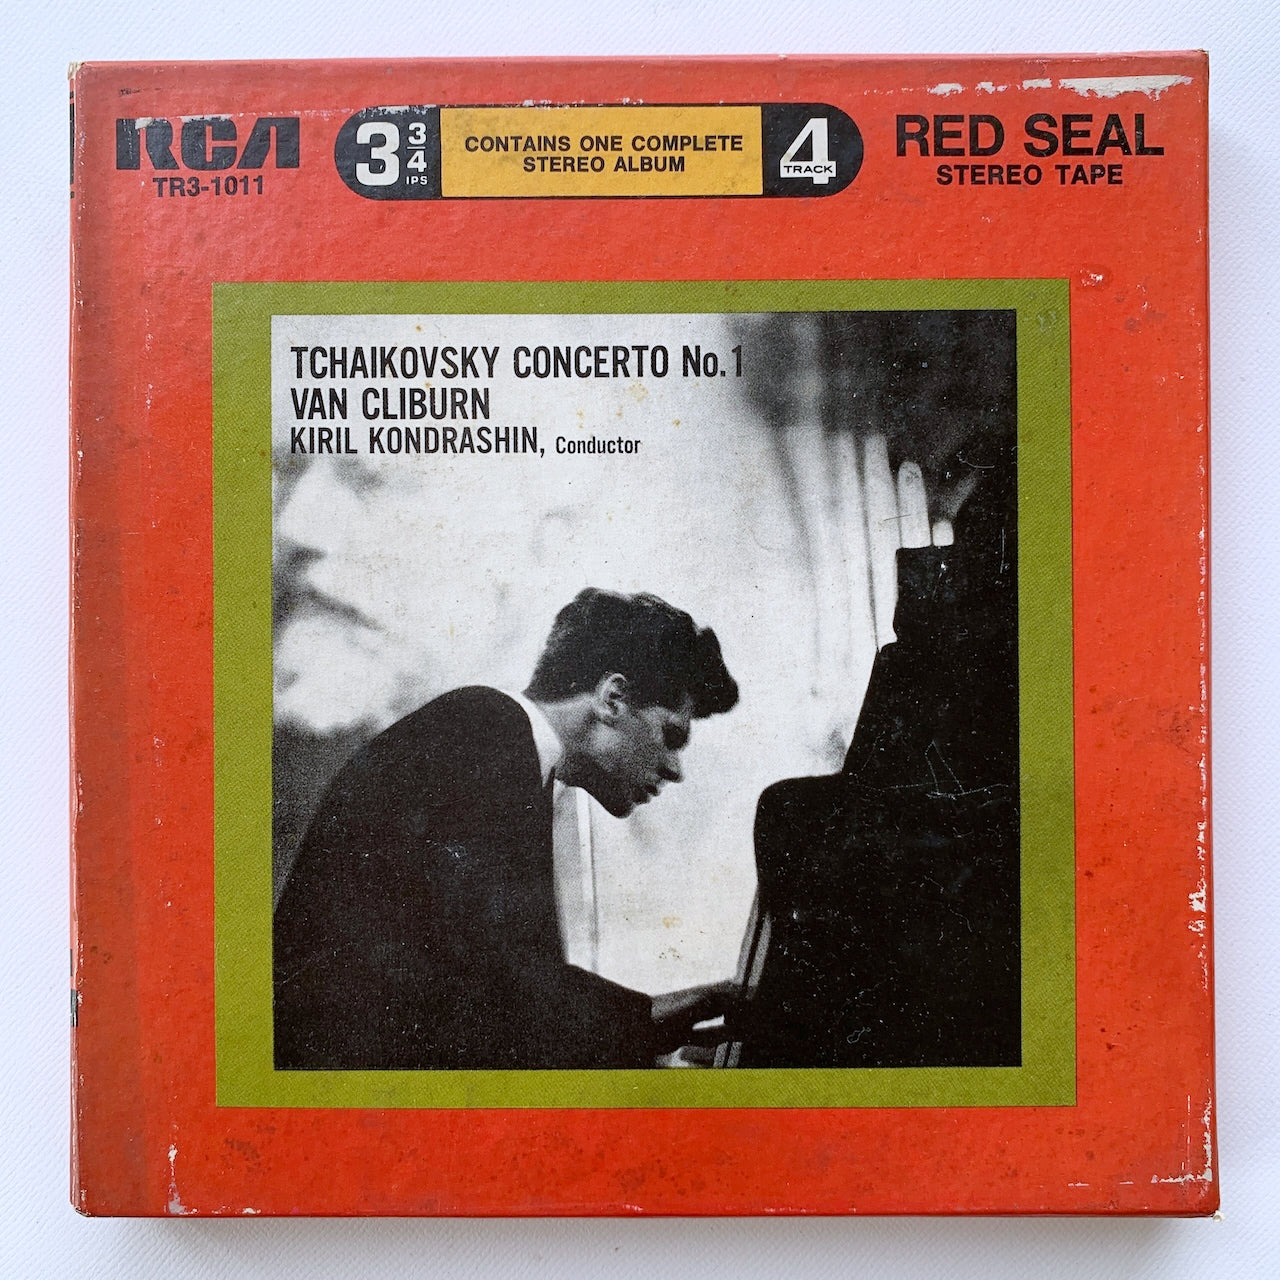 RCA
TR3-1011
3 3/4 IPS
CONTAINS ONE COMPLETE
STEREO ALBUM
4 TRACK
RED SEAL
STEREO TAPE
TCHAIKOVSKY CONCERTO No.1
VAN CLIBURN
KIRIL KONDRASHIN, Conductor